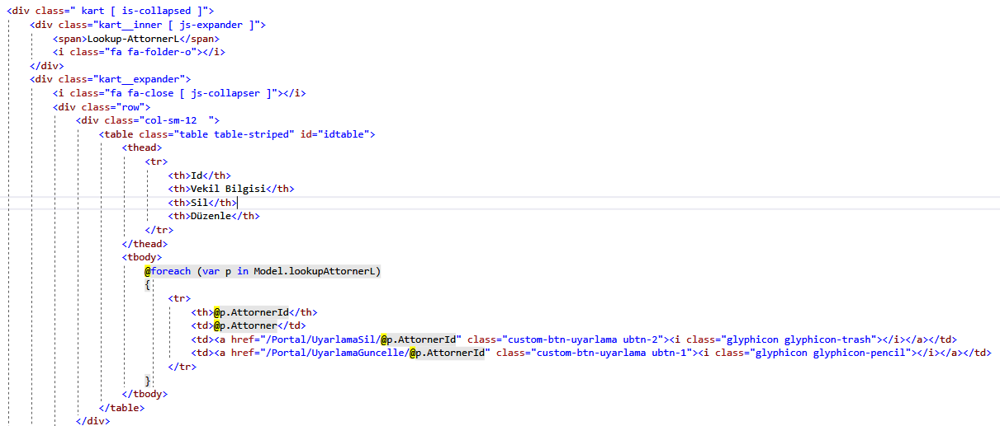 <div class=" kart [ is-collapsed ]">
<div class="kart__inner [ js-expander ]">
<span>Lookup-AttornerL</span>
<i class="fa fa-folder-o"></i>
</div>
<div class="kart__expander">
<i class="fa fa-close [ js-collapser ]"></i>
<div class="row">
<div class="col-sm-12  ">
<table class="table table-striped" id="idtable">
<thead>
<tr>
<th>Id</th>
<th>Vekil Bilgisi</th>
<th>Sil</th>
<th>Düzenle</th>
</tr>
</thead>
<tbody>
@foreach (var p in Model.lookupAttornerL)
{
<tr>
<th>@p.AttornerId</th>
<td>@p.Attorner</td>
<td><a href="/Portal/UyarlamaSil/@p.AttornerId" class="custom-btn-uyarlama ubtn-2"><i class="glyphicon glyphicon-trash"></i></a></td>
<td><a href="/Portal/UyarlamaGuncelle/@p.AttornerId" class="custom-btn-uyarlama ubtn-1"><i class="glyphicon glyphicon-pencil"></i></a></td>
</tr>
}
</tbody>
</table>
</div>